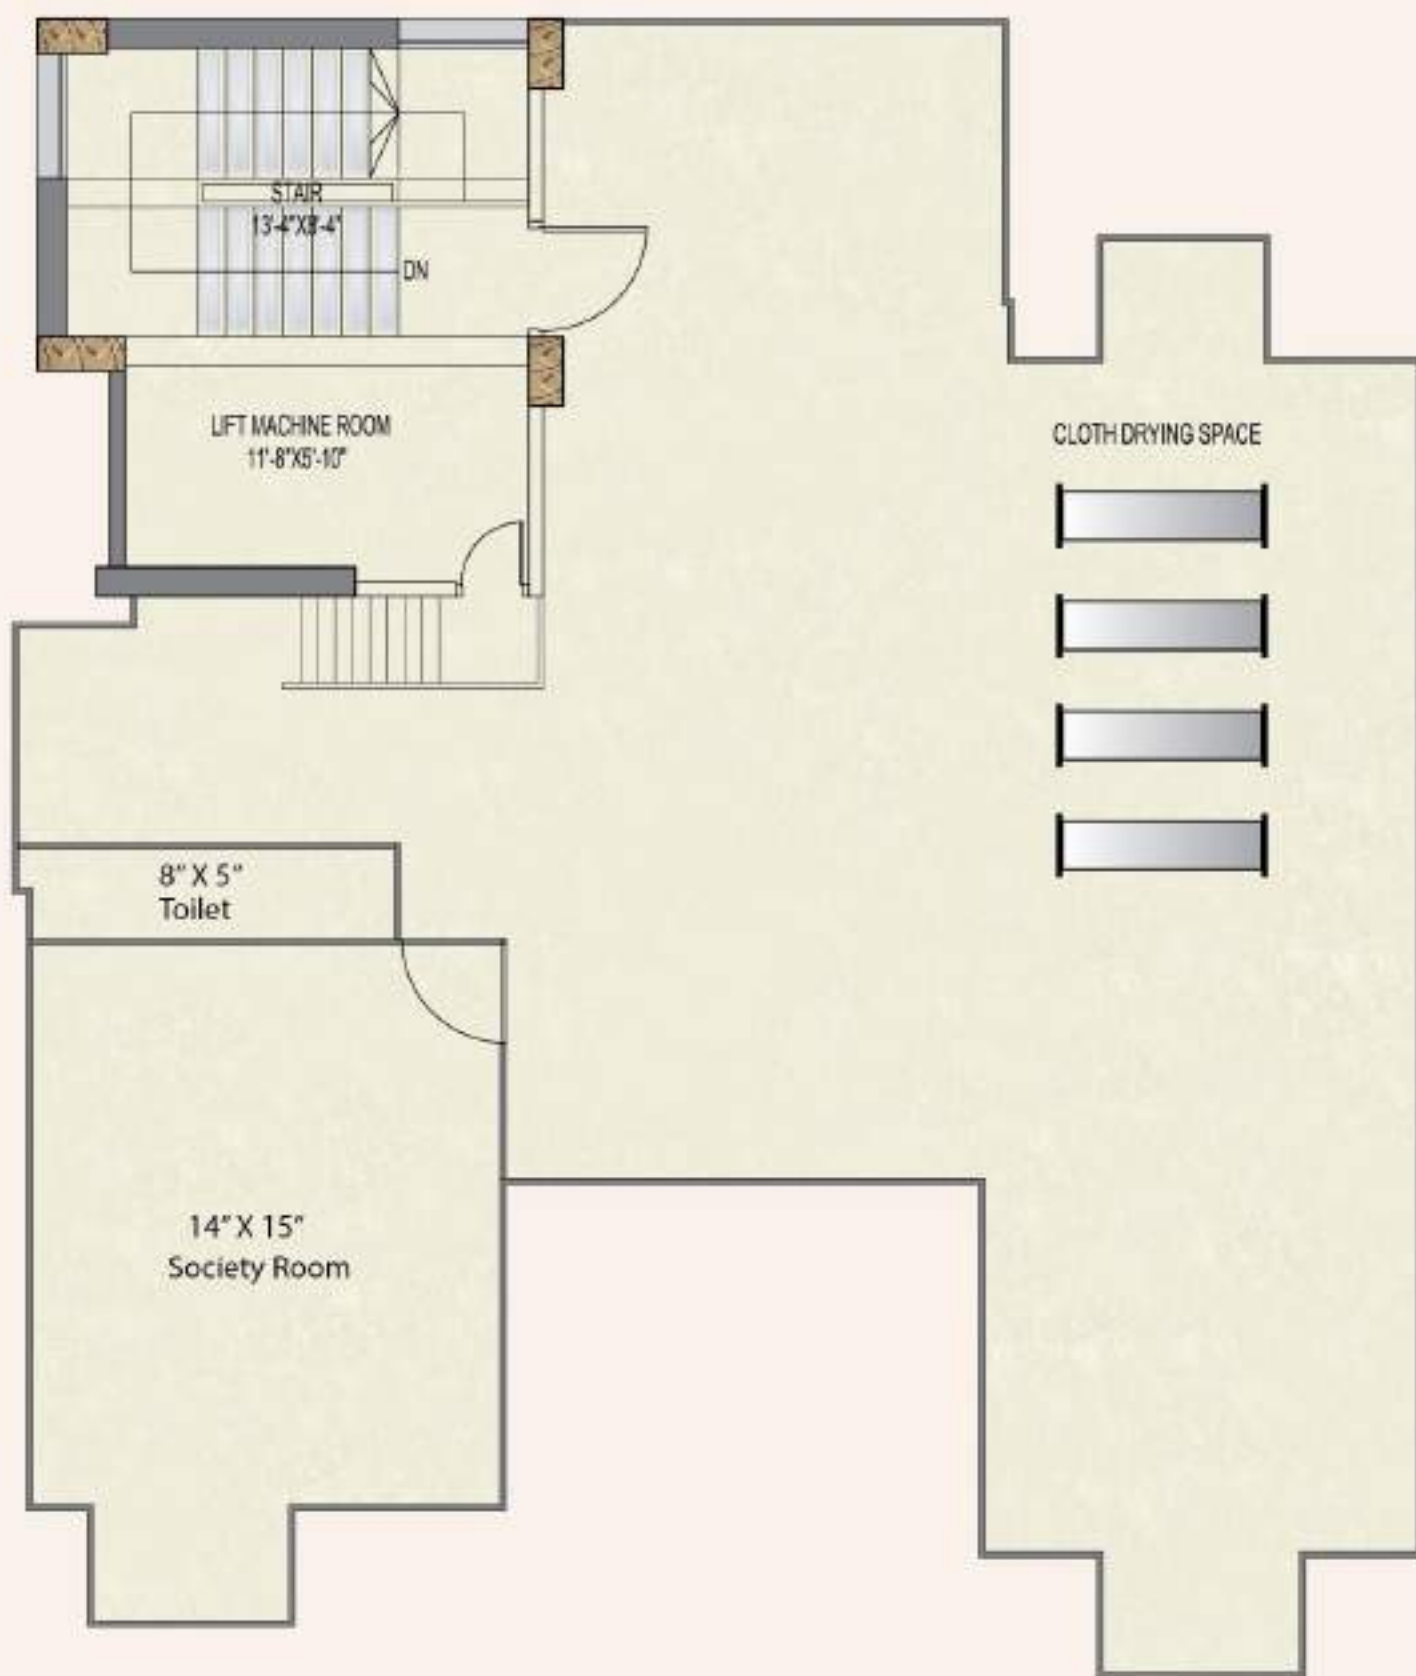 STAIR
13'-4"X8'-4"
DN
LIFT MACHINE ROOM
11'-8"X5'-10"
CLOTH DRYING SPACE
8” X 5”
Toilet
14” X 15”
Society Room